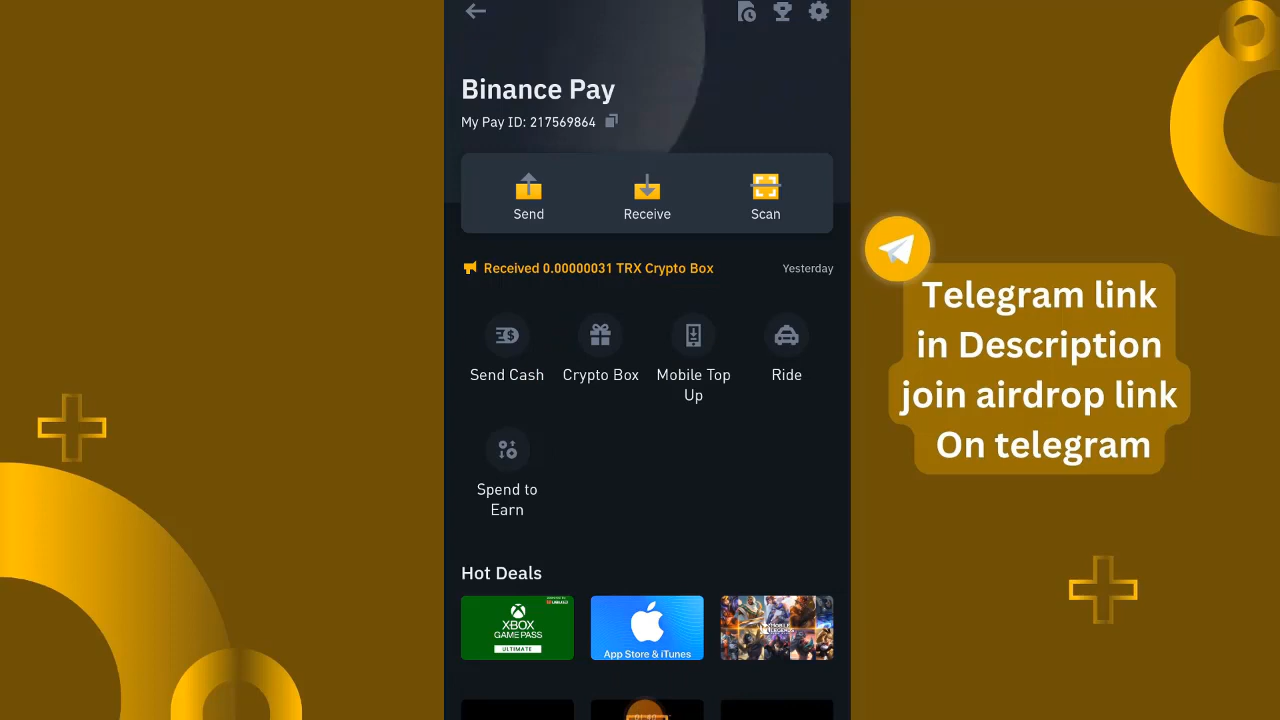 Binance Pay
My Pay ID: 217569864
Send
Receive
Scan
Received 0.00000031 TRX Crypto Box
Yesterday
Send Cash
Crypto Box
Mobile Top
Up
Ride
Spend to
Earn
Hot Deals
XBOX
GAME PASS
ULTIMATE
App Store & iTunes
MOBILE
LEGENDS
Telegram link
in Description
join airdrop link
On telegram